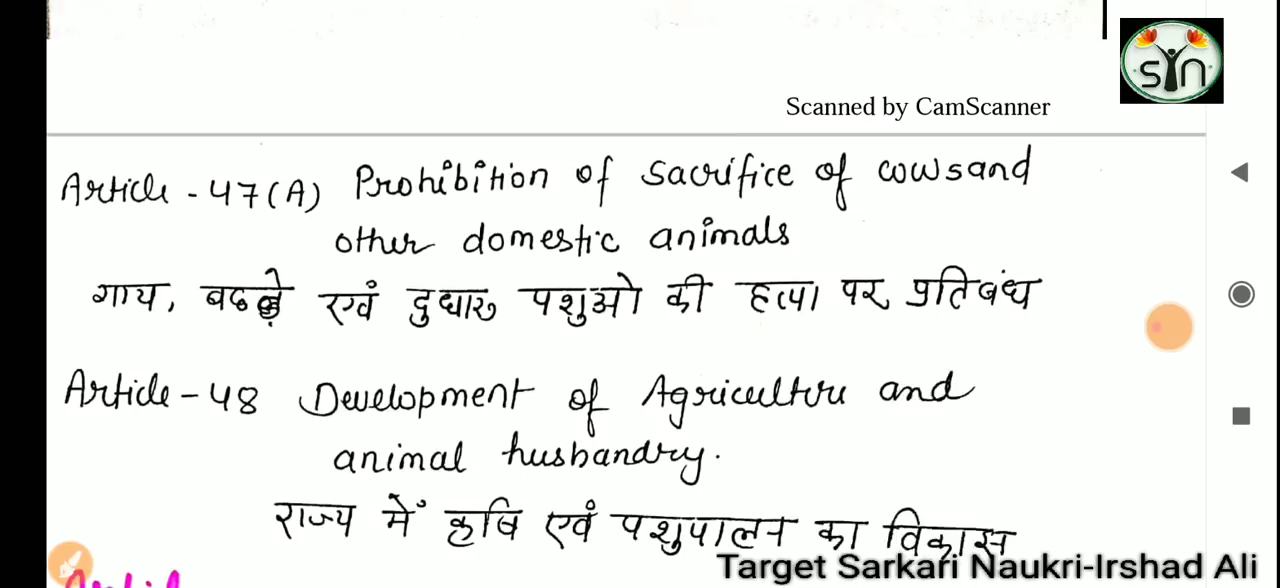 SYN
Scanned by CamScanner
Article - 47(A) Prohibition of sacrifice of cows and
other domestic animals
गाय, बछड़े एवं दुधारू पशुओ की हत्या पर प्रतिबंध
Article - 48 Development of Agriculture and
animal husbandry.
राज्य में कृषि एवं पशुपालन का विकास
Target Sarkari Naukri-Irshad Ali